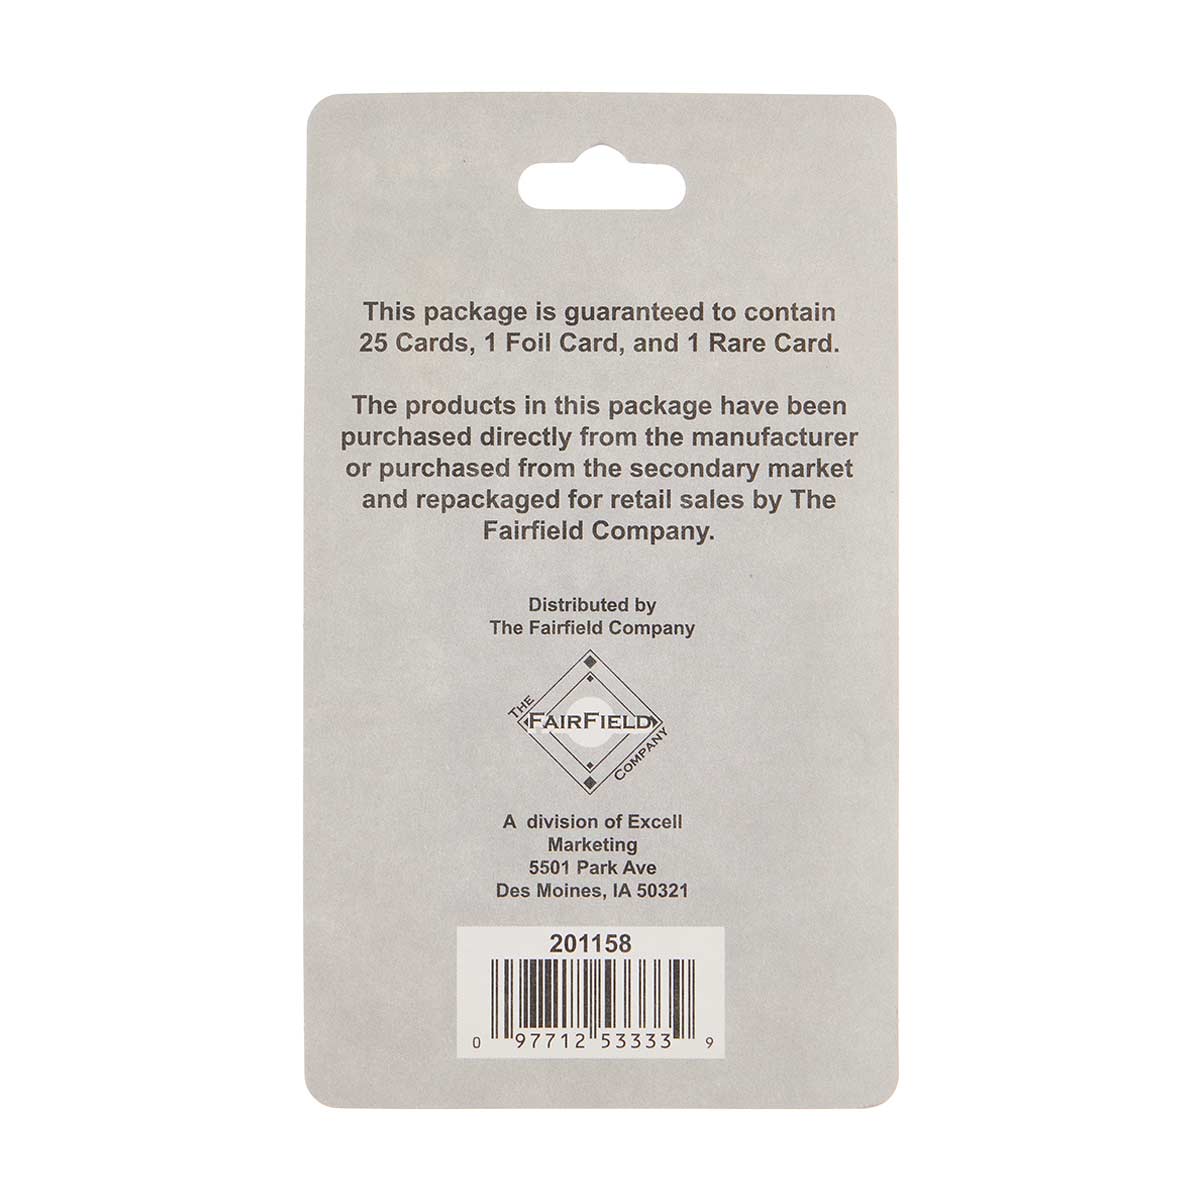 This package is guaranteed to contain
25 Cards, 1 Foil Card, and 1 Rare Card.
The products in this package have been
purchased directly from the manufacturer
or purchased from the secondary market
and repackaged for retail sales by The
Fairfield Company.
Distributed by
The Fairfield Company
THE
FAIRFIELD
COMPANY
A division of Excell
Marketing
5501 Park Ave
Des Moines, IA 50321
201158
0 97712 53333 9